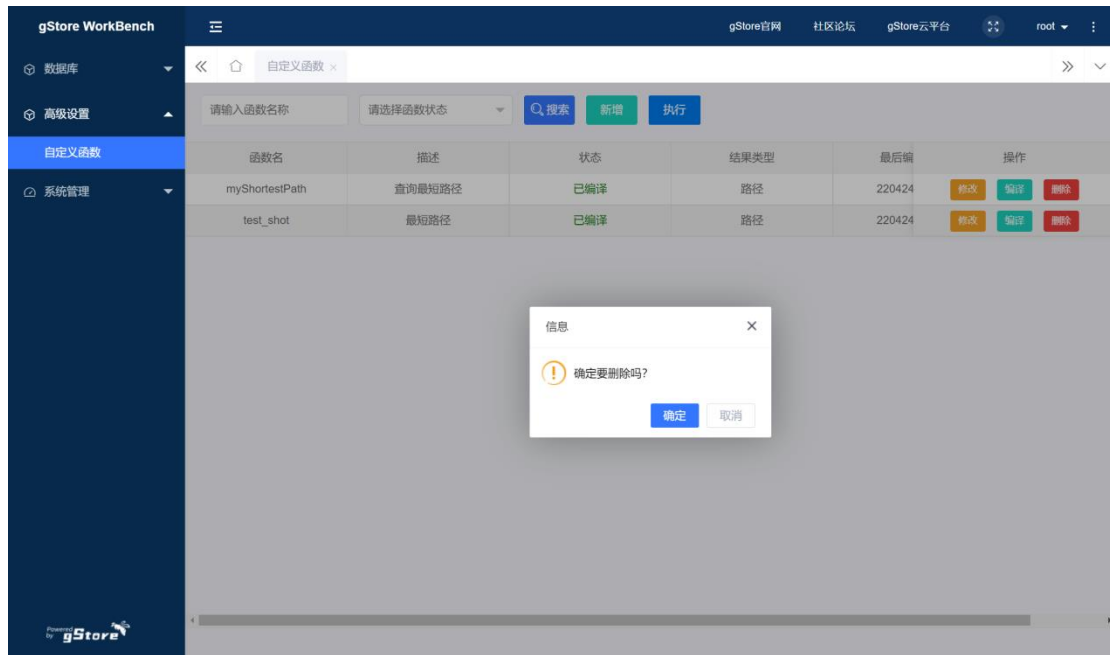 gStore WorkBench
gStore官网 社区论坛 gStore云平台 root
数据库
自定义函数
高级设置
请输入函数名称 请选择函数状态 搜索 新增 执行
自定义函数
函数名 描述 状态 结果类型 最后编 操作
系统管理
myShortestPath 查询最短路径 已编译 路径 220424 修改 编译 删除
test_shot 最短路径 已编译 路径 220424 修改 编译 删除
信息
确定要删除吗?
确定 取消
Powered by gStore